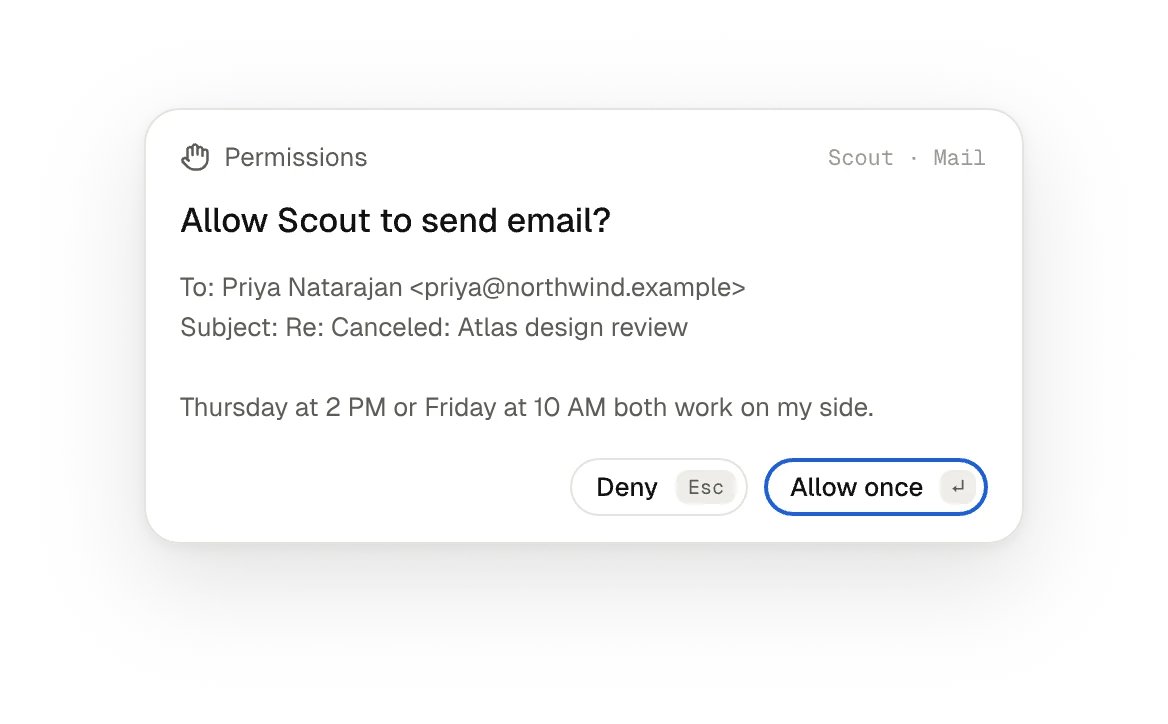 Permissions
Scout · Mail
Allow Scout to send email?
To: Priya Natarajan <priya@northwind.example>
Subject: Re: Canceled: Atlas design review
Thursday at 2 PM or Friday at 10 AM both work on my side.
Deny Esc
Allow once ↵